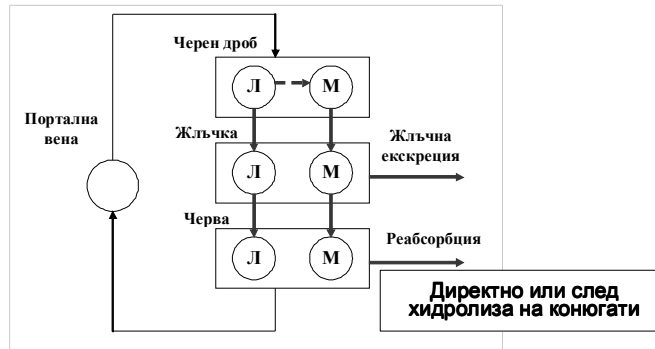 Черен дроб
Л
М
Портална
вена
Жлъчка
Жлъчна
екскреция
Л
М
Черва
Реабсорбция
Л
М
Директно или след
хидролиза на конюгати